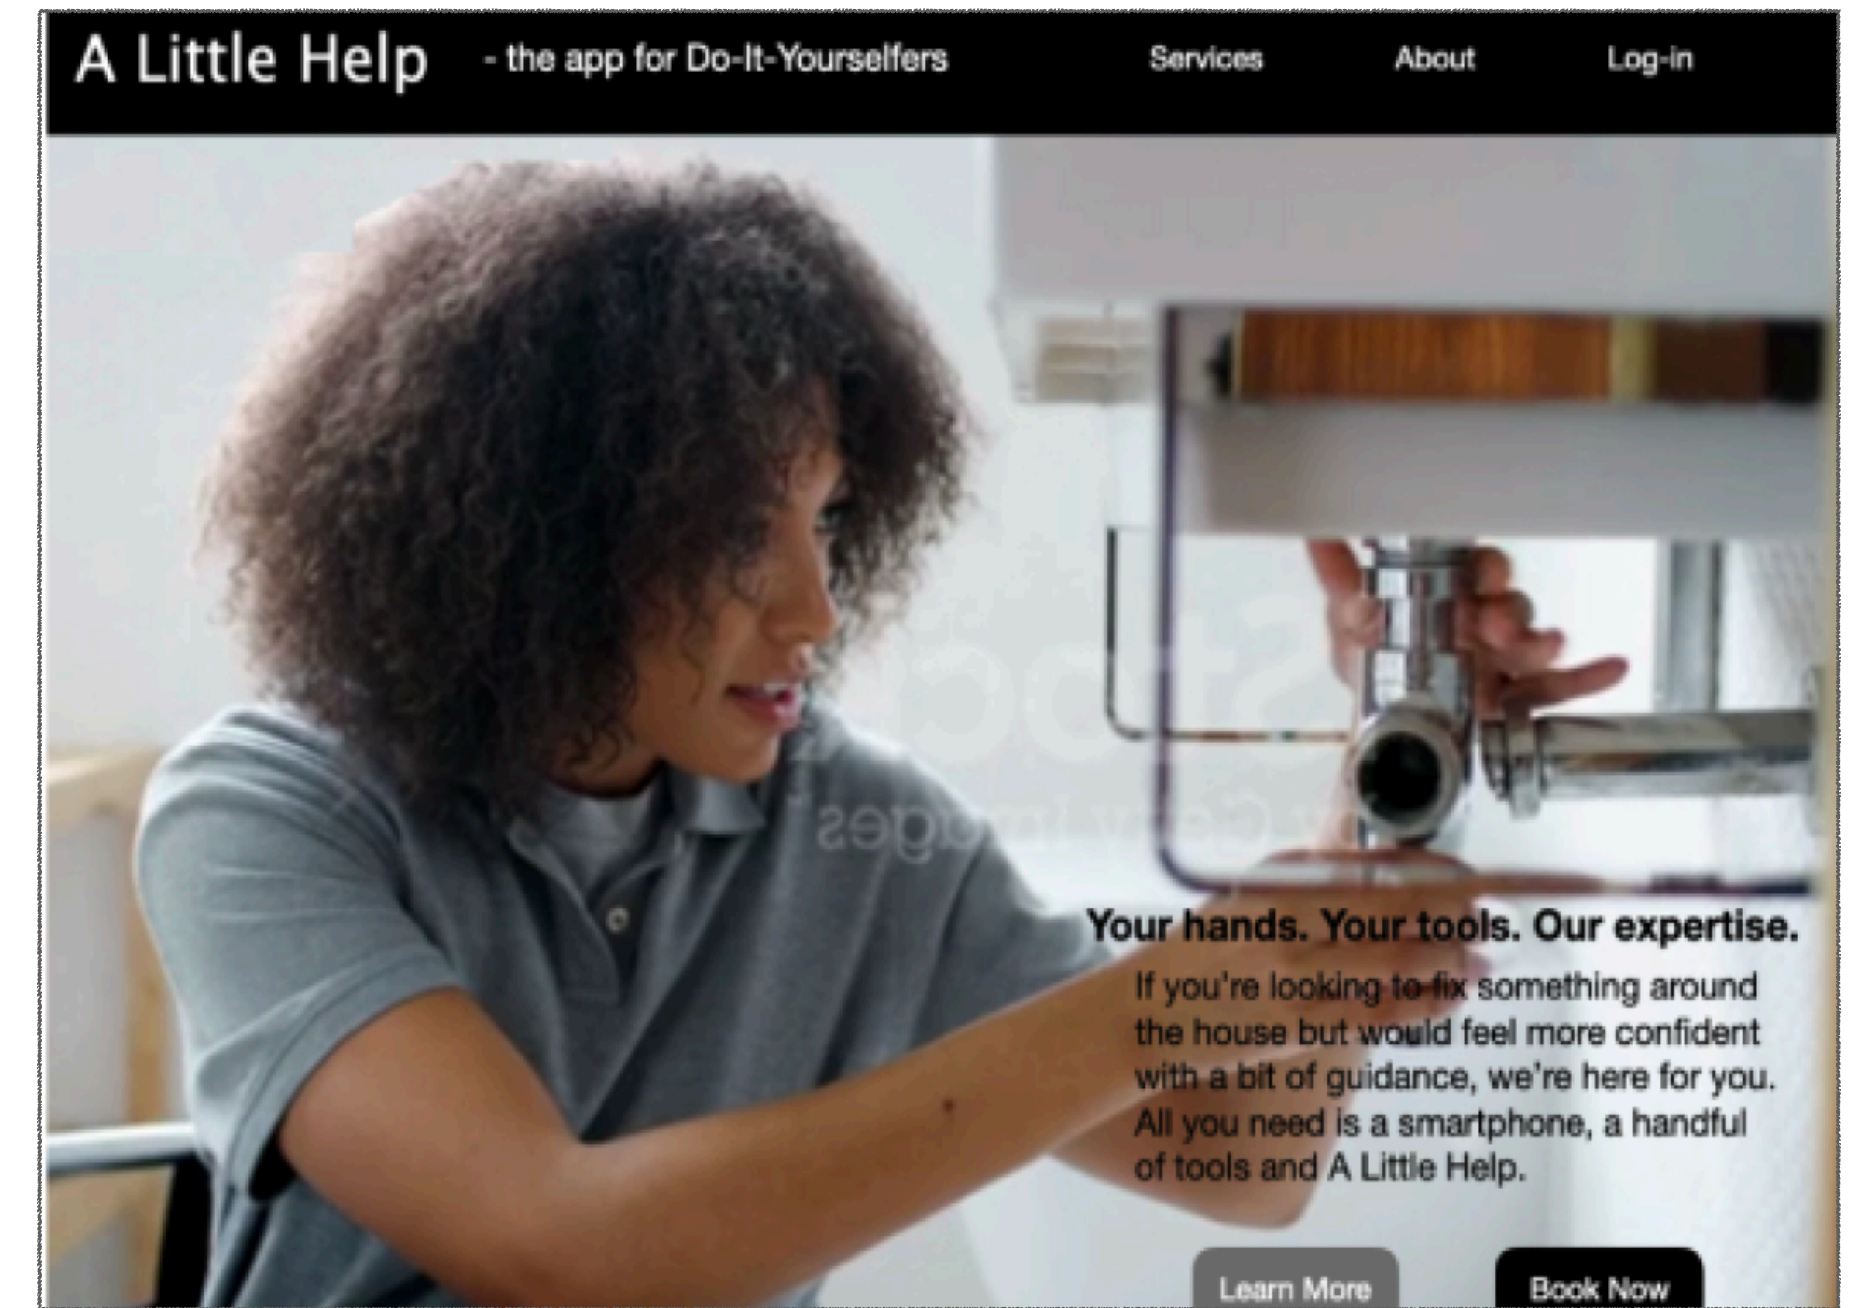 A Little Help - the app for Do-It-Yourselfers Services About Log-in
Your hands. Your tools. Our expertise.
If you're looking to fix something around
the house but would feel more confident
with a bit of guidance, we're here for you.
All you need is a smartphone, a handful
of tools and A Little Help.
Learn More Book Now